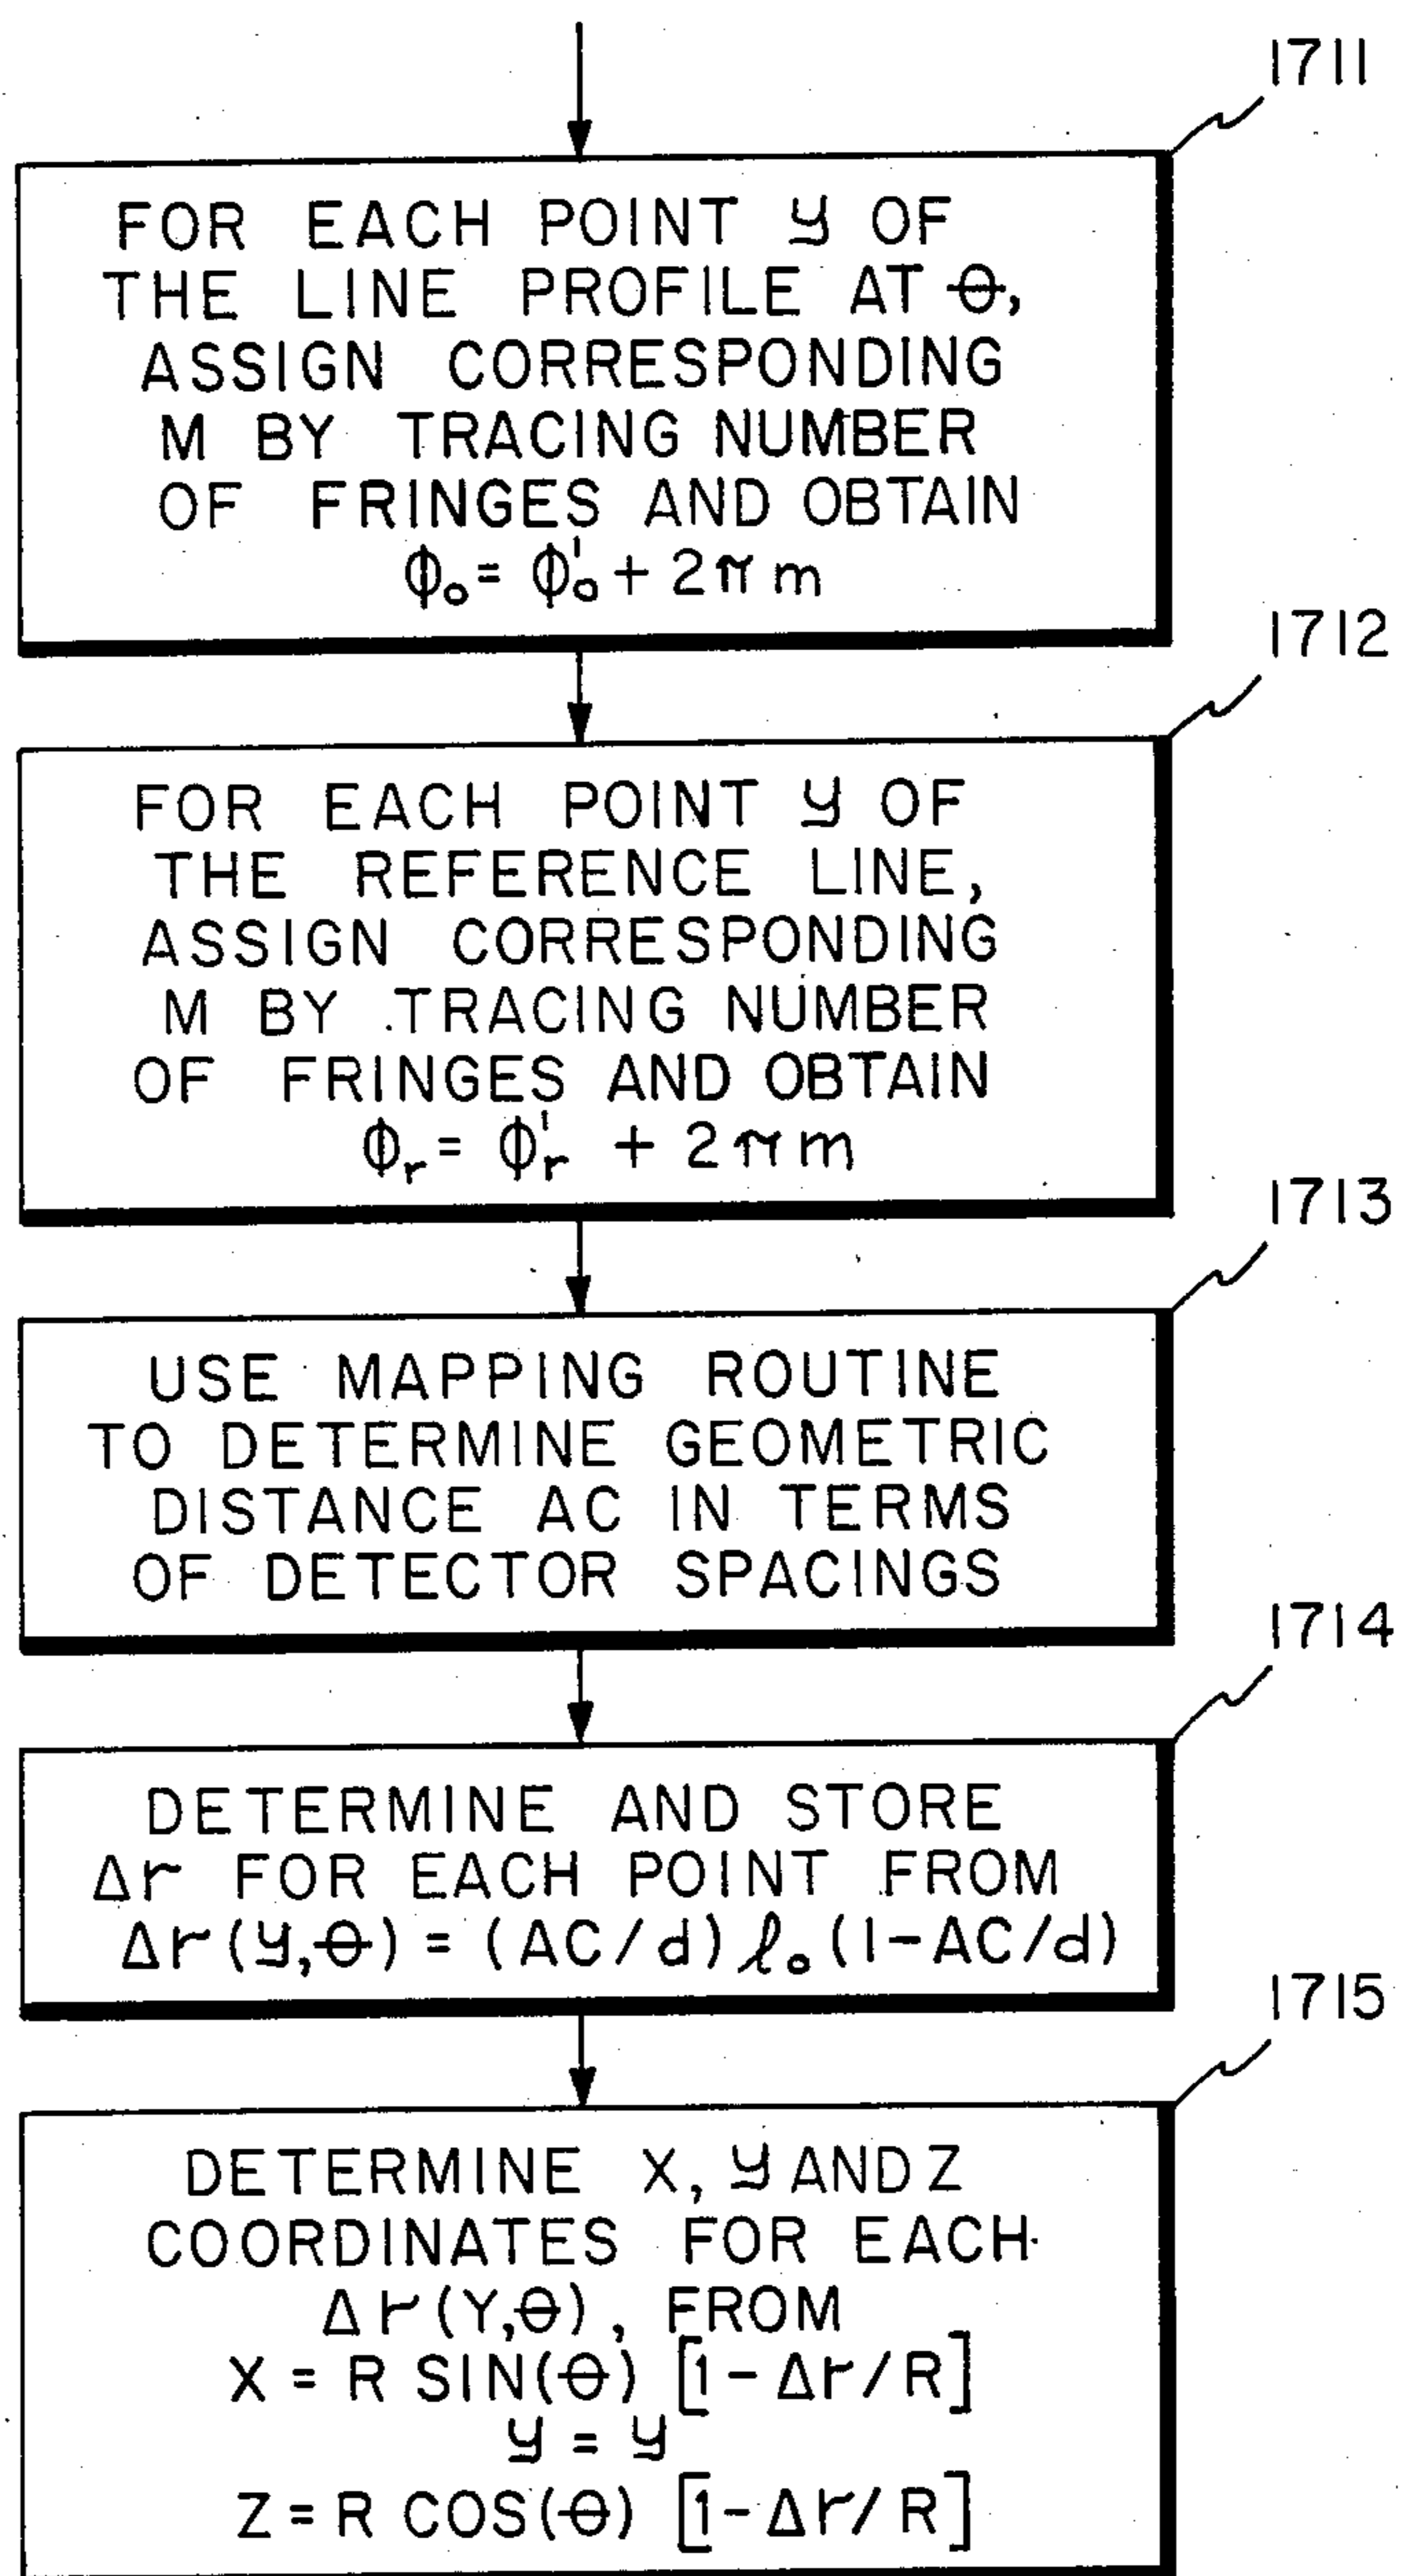 1711
FOR EACH POINT y OF
THE LINE PROFILE AT θ,
ASSIGN CORRESPONDING
M BY TRACING NUMBER
OF FRINGES AND OBTAIN
ϕ₀ = ϕ'₀ + 2π m
1712
FOR EACH POINT y OF
THE REFERENCE LINE,
ASSIGN CORRESPONDING
M BY TRACING NUMBER
OF FRINGES AND OBTAIN
ϕᵣ = ϕ'ᵣ + 2π m
1713
USE MAPPING ROUTINE
TO DETERMINE GEOMETRIC
DISTANCE AC IN TERMS
OF DETECTOR SPACINGS
1714
DETERMINE AND STORE
Δr FOR EACH POINT FROM
Δr(y,θ) = (AC/d) ℓ₀ (1-AC/d)
1715
DETERMINE X, y AND Z
COORDINATES FOR EACH
Δr(Y,θ), FROM
X = R SIN(θ) [1-Δr/R]
y = y
Z = R COS(θ) [1-Δr/R]